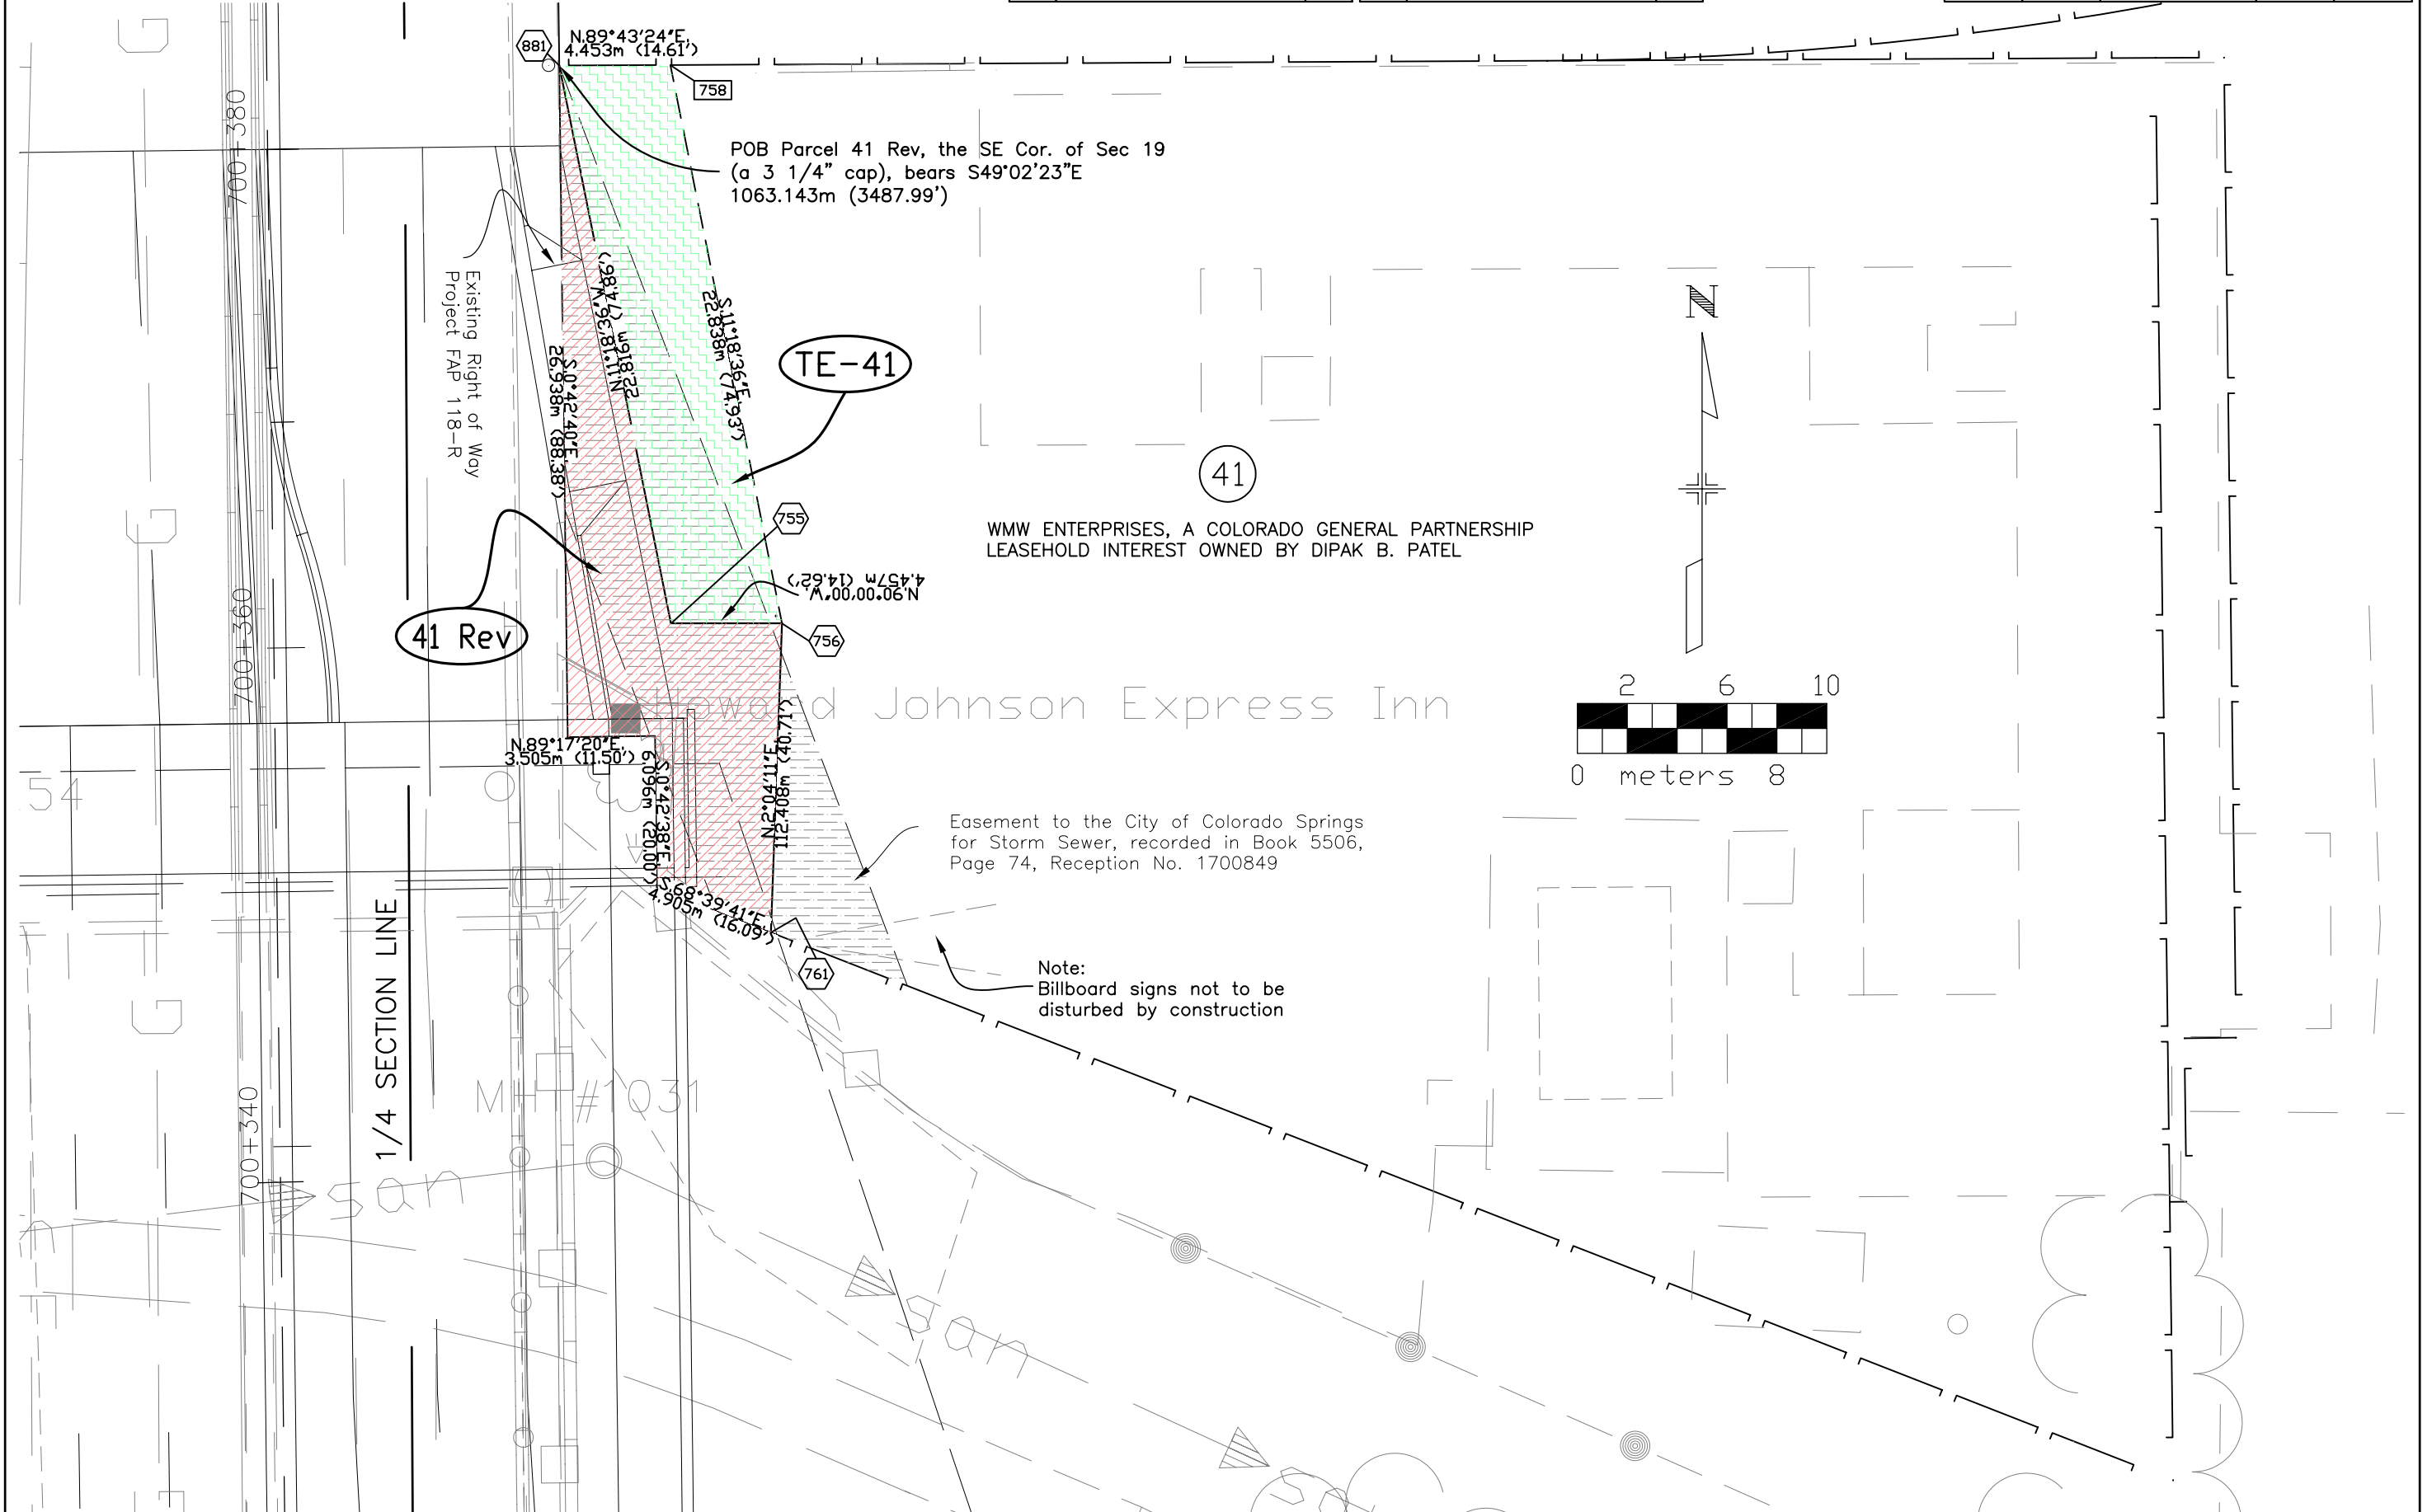 881
N.89°43'24"E.
4.453m (14.61')
758
700+380
POB Parcel 41 Rev, the SE Cor. of Sec 19
(a 3 1/4" cap), bears S49°02'23"E
1063.143m (3487.99')
Existing Right of Way
Project FAP 118-R
N.11°18'36"W.
22.816m (74.86')
S.11°18'36"E.
22.838m (74.93')
S.0°42'40"E.
26.938m (88.38')
TE-41
N
41
755
WMW ENTERPRISES, A COLORADO GENERAL PARTNERSHIP
LEASEHOLD INTEREST OWNED BY DIPAK B. PATEL
N.90°00'00"W.
4.457m (14.62')
41 Rev
756
700+360
Howard Johnson Express Inn
2 6 10
0 meters 8
N.89°17'20"E.
3.505m (11.50')
S.0°42'38"E.
6.096m (20.00')
N.2°04'11"E.
112.408m (40.71')
54
Easement to the City of Colorado Springs
for Storm Sewer, recorded in Book 5506,
Page 74, Reception No. 1700849
S.68°39'41"E.
4.905m (16.09')
761
Note:
Billboard signs not to be
disturbed by construction
1/4 SECTION LINE
MH #1031
700+340
san
san
G
G
G